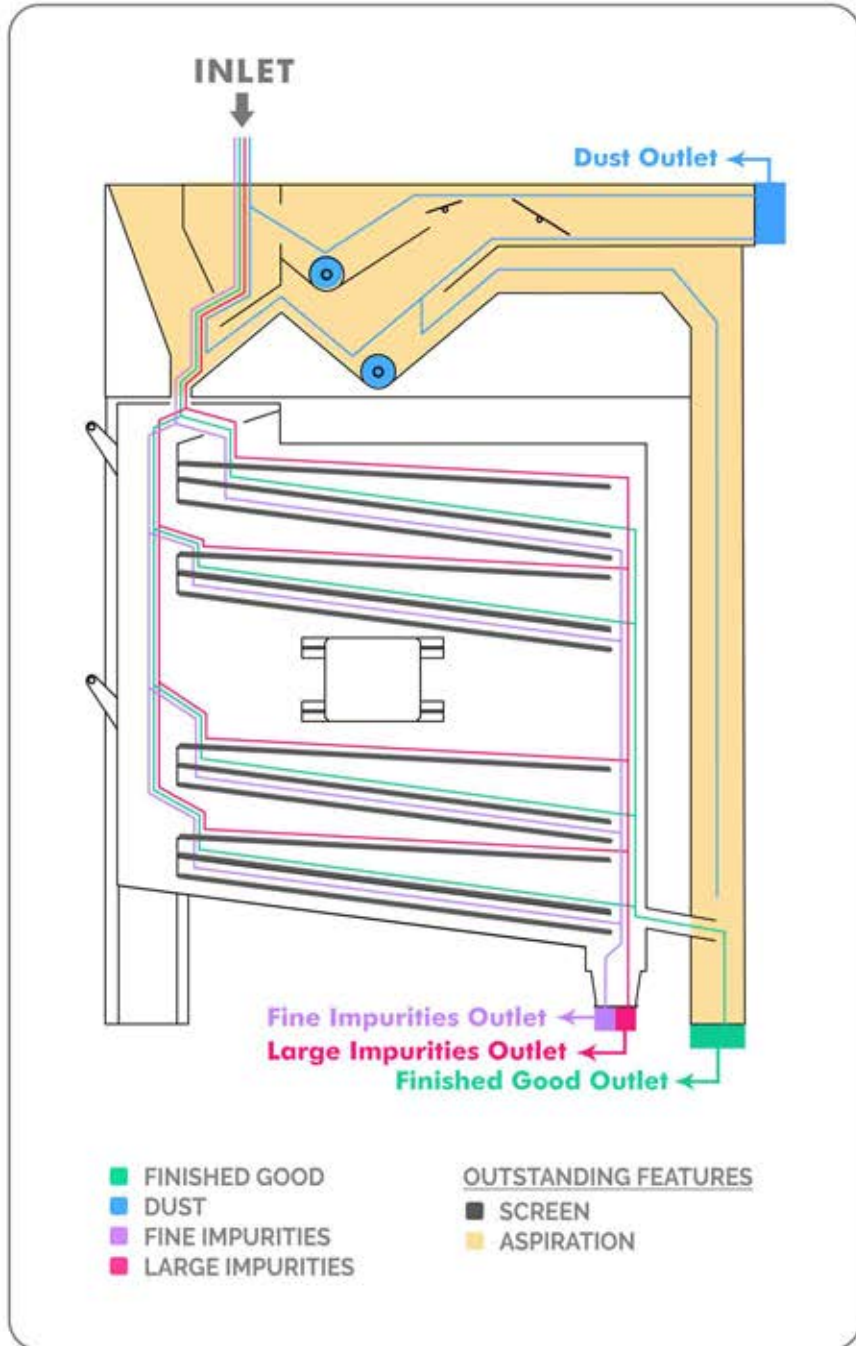 INLET
Dust Outlet
Fine Impurities Outlet
Large Impurities Outlet
Finished Good Outlet
FINISHED GOOD
DUST
FINE IMPURITIES
LARGE IMPURITIES
OUTSTANDING FEATURES
SCREEN
ASPIRATION